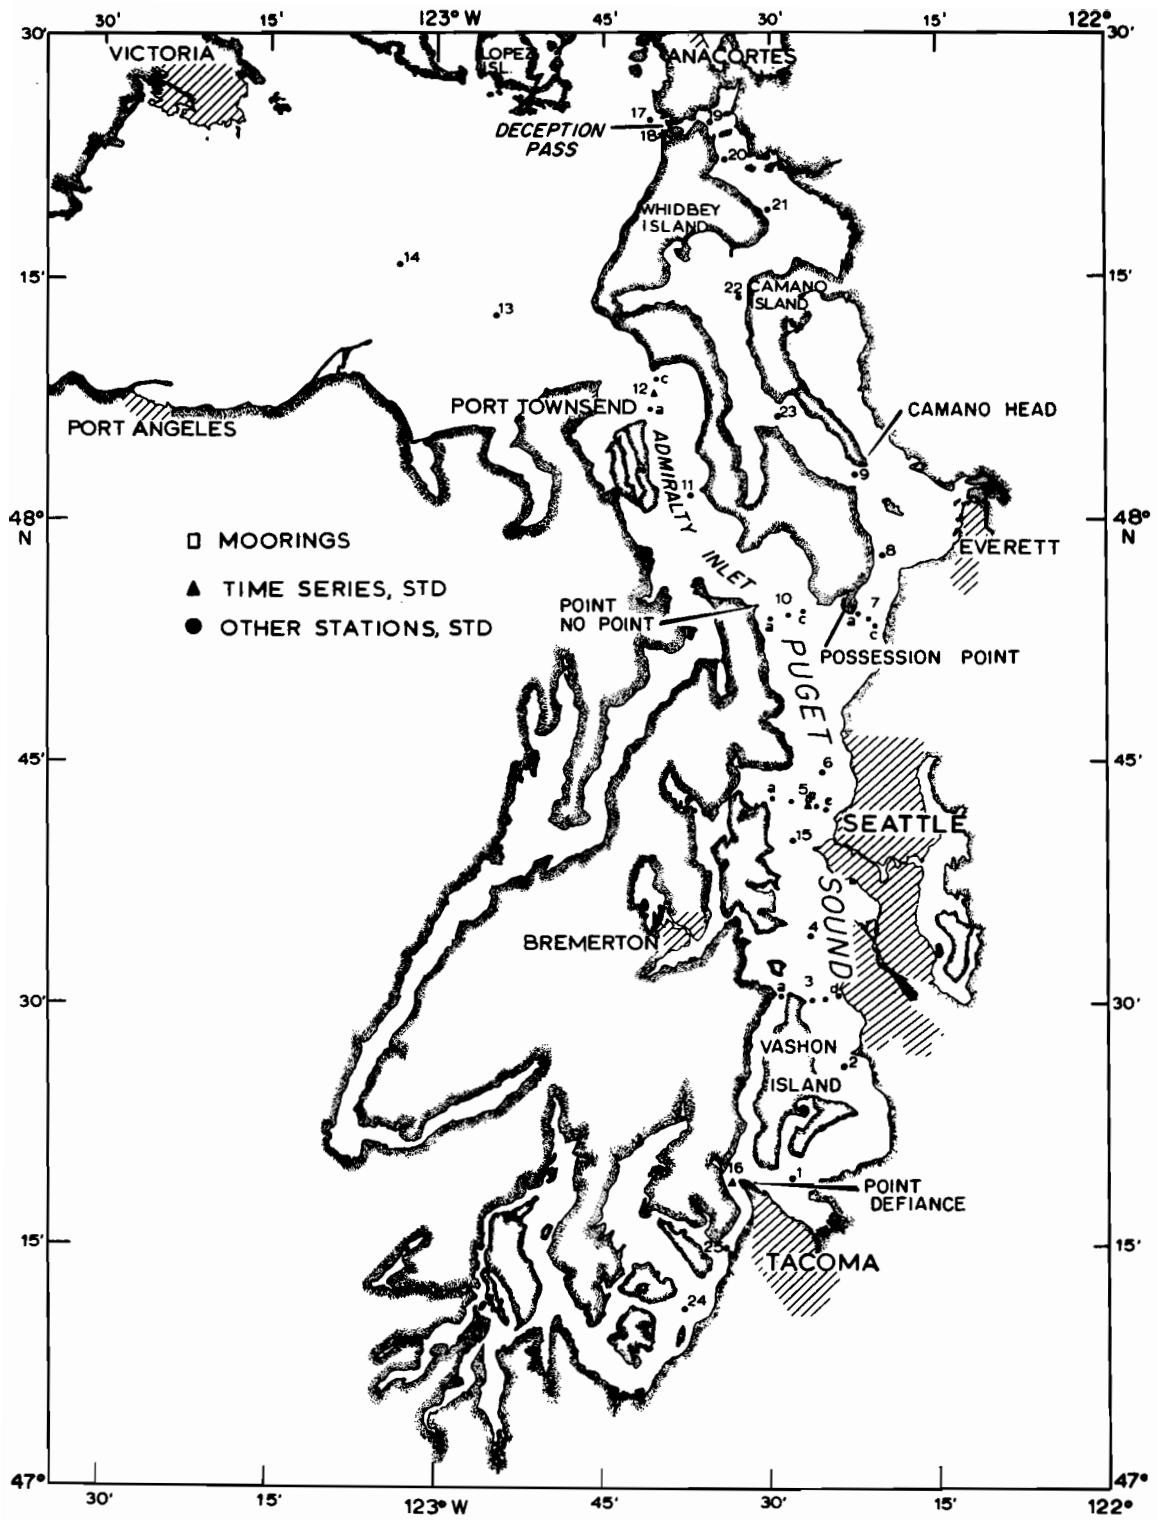 30' 15' 123° W 45' 30' 15' 122°
30' 30'
VICTORIA
LOPEZ
ISL.
ANACORTES
17
19
DECEPTION
PASS
18
20
WHIDBEY
ISLAND
21
14
15' 15'
22
CAMANO
ISLAND
13
c
12
a
PORT TOWNSEND
23
CAMANO HEAD
PORT ANGELES
ADMIRALTY
INLET
9
11
48° 48°
N N
MOORINGS
EVERETT
8
TIME SERIES, STD
OTHER STATIONS, STD
POINT
NO POINT
10
a c
7
a
c
POSSESSION POINT
PUGET
SOUND
45' 45'
6
a 5 e
SEATTLE
15
4
BREMERTON
30' 30'
a 3 d
VASHON
ISLAND
2
16
1
POINT
DEFIANCE
15' 15'
25
TACOMA
24
47° 47°
30' 15' 123° W 45' 30' 15' 122°